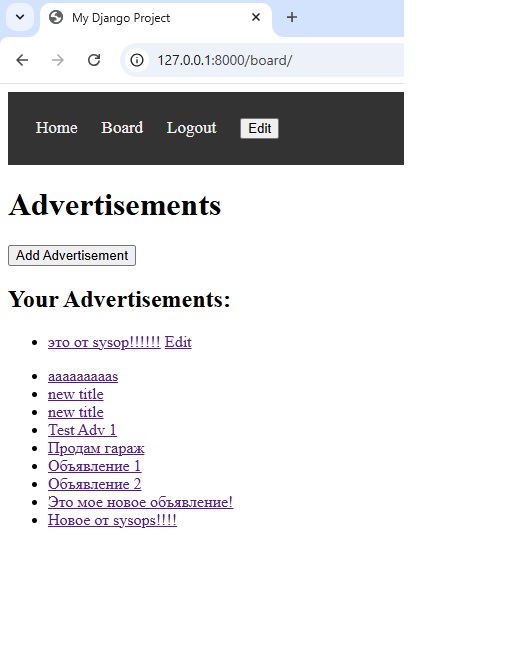 My Django Project
127.0.0.1:8000/board/
Home Board Logout Edit
Advertisements
Add Advertisement
Your Advertisements:
это от sysop!!!!!! Edit
aaaaaaaaas
new title
new title
Test Adv 1
Продам гараж
Объявление 1
Объявление 2
Это мое новое объявление!
Новое от sysops!!!!